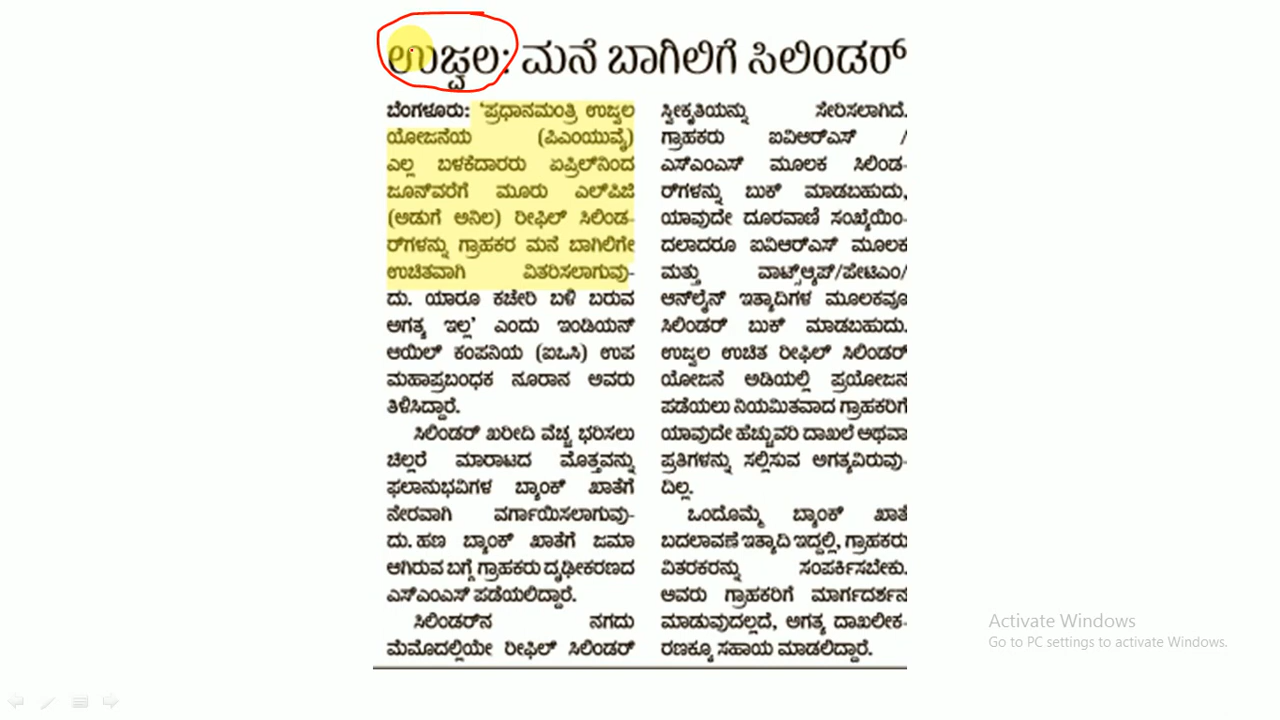 ಉಜ್ವಲ: ಮನೆ ಬಾಗಿಲಿಗೆ ಸಿಲಿಂಡರ್
ಬೆಂಗಳೂರು: ‘ಪ್ರಧಾನಮಂತ್ರಿ ಉಜ್ವಲ
ಯೋಜನೆಯ (ಪಿಎಂಯುವೈ)
ಎಲ್ಲ ಬಳಕೆದಾರರು ಏಪ್ರಿಲ್‌ನಿಂದ
ಜೂನ್‌ವರೆಗೆ ಮೂರು ಎಲ್‌ಪಿಜಿ
(ಅಡುಗೆ ಅನಿಲ) ರೀಫಿಲ್ ಸಿಲಿಂಡ-
ರ್‌ಗಳನ್ನು ಗ್ರಾಹಕರ ಮನೆ ಬಾಗಿಲಿಗೇ
ಉಚಿತವಾಗಿ ವಿತರಿಸಲಾಗುವು-
ದು. ಯಾರೂ ಕಚೇರಿ ಬಳಿ ಬರುವ
ಅಗತ್ಯ ಇಲ್ಲ’ ಎಂದು ಇಂಡಿಯನ್
ಆಯಿಲ್ ಕಂಪನಿಯ (ಐಒಸಿ) ಉಪ
ಮಹಾಪ್ರಬಂಧಕ ನೂರಾನ ಅವರು
ತಿಳಿಸಿದ್ದಾರೆ.
ಸಿಲಿಂಡರ್ ಖರೀದಿ ವೆಚ್ಚ ಭರಿಸಲು
ಚಿಲ್ಲರೆ ಮಾರಾಟದ ಮೊತ್ತವನ್ನು
ಫಲಾನುಭವಿಗಳ ಬ್ಯಾಂಕ್ ಖಾತೆಗೆ
ನೇರವಾಗಿ ವರ್ಗಾಯಿಸಲಾಗುವು-
ದು. ಹಣ ಬ್ಯಾಂಕ್ ಖಾತೆಗೆ ಜಮಾ
ಆಗಿರುವ ಬಗ್ಗೆ ಗ್ರಾಹಕರು ದೃಢೀಕರಣದ
ಎಸ್‌ಎಂಎಸ್ ಪಡೆಯಲಿದ್ದಾರೆ.
ಸಿಲಿಂಡರ್‌ನ ನಗದು
ಮೆಮೊದಲ್ಲಿಯೇ ರೀಫಿಲ್ ಸಿಲಿಂಡರ್
ಸ್ವೀಕೃತಿಯನ್ನು ಸೇರಿಸಲಾಗಿದೆ.
ಗ್ರಾಹಕರು ಐವಿಆರ್‌ಎಸ್ /
ಎಸ್‌ಎಂಎಸ್ ಮೂಲಕ ಸಿಲಿಂಡ-
ರ್‌ಗಳನ್ನು ಬುಕ್ ಮಾಡಬಹುದು,
ಯಾವುದೇ ದೂರವಾಣಿ ಸಂಖ್ಯೆಯಿಂ-
ದಲಾದರೂ ಐವಿಆರ್‌ಎಸ್ ಮೂಲಕ
ಮತ್ತು ವಾಟ್ಸ್‌ಆ್ಯಪ್/ಪೇಟಿಎಂ/
ಆನ್‌ಲೈನ್ ಇತ್ಯಾದಿಗಳ ಮೂಲಕವೂ
ಸಿಲಿಂಡರ್ ಬುಕ್ ಮಾಡಬಹುದು.
ಉಜ್ವಲ ಉಚಿತ ರೀಫಿಲ್ ಸಿಲಿಂಡರ್
ಯೋಜನೆ ಅಡಿಯಲ್ಲಿ ಪ್ರಯೋಜನ
ಪಡೆಯಲು ನಿಯಮಿತವಾದ ಗ್ರಾಹಕರಿಗೆ
ಯಾವುದೇ ಹೆಚ್ಚುವರಿ ದಾಖಲೆ ಅಥವಾ
ಪ್ರತಿಗಳನ್ನು ಸಲ್ಲಿಸುವ ಅಗತ್ಯವಿರುವು-
ದಿಲ್ಲ.
ಒಂದೊಮ್ಮೆ ಬ್ಯಾಂಕ್ ಖಾತೆ
ಬದಲಾವಣೆ ಇತ್ಯಾದಿ ಇದ್ದಲ್ಲಿ, ಗ್ರಾಹಕರು
ವಿತರಕರನ್ನು ಸಂಪರ್ಕಿಸಬೇಕು.
ಅವರು ಗ್ರಾಹಕರಿಗೆ ಮಾರ್ಗದರ್ಶನ
ಮಾಡುವುದಲ್ಲದೆ, ಅಗತ್ಯ ದಾಖಲೀಕ-
ರಣಕ್ಕೂ ಸಹಾಯ ಮಾಡಲಿದ್ದಾರೆ.
Activate Windows
Go to PC settings to activate Windows.